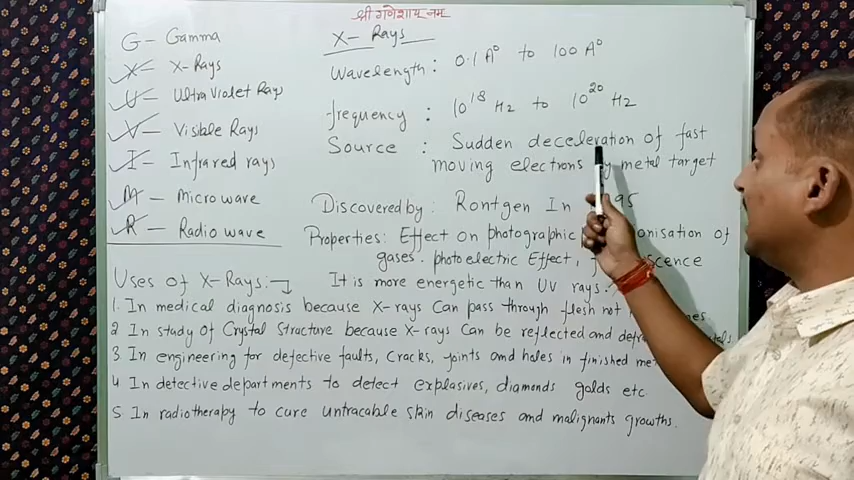 श्री गणेशाय नमः
G - Gamma
X - X-Rays
U - Ultra Violet Rays
V - Visible Rays
I - Infrared rays
M - Microwave
R - Radio wave
X - Rays
Wavelength : 0.1 A° to 100 A°
frequency : 10¹⁸ Hz to 10²⁰ Hz
Source : Sudden deceleration of fast
moving electrons by metal target
Discovered by : Rontgen In 95
Properties: Effect on photographic onisation of
gases. photoelectric Effect, scence
It is more energetic than UV rays.
Uses of X-Rays:-
1. In medical diagnosis because X-rays can pass through flesh not
2 In study of Crystal Structure because X-rays can be reflected and
3 In engineering for defective faults, cracks, joints and holes in finished
4 In detective departments to detect explosives, diamonds golds etc
5 In radiotherapy to cure untracable skin diseases and malignants growths.